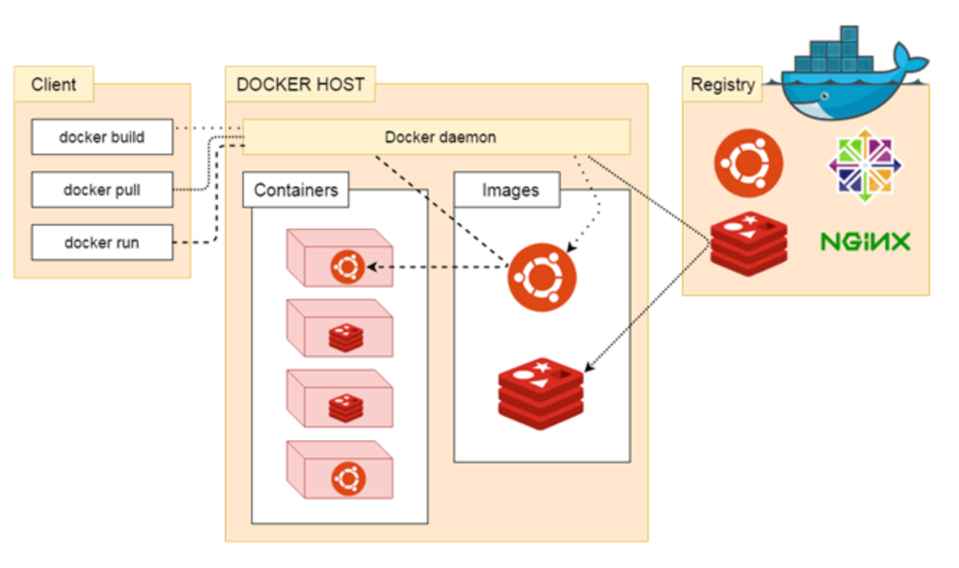 Client
DOCKER HOST
Registry
docker build
Docker daemon
docker pull
Containers
Images
docker run
NGiNX